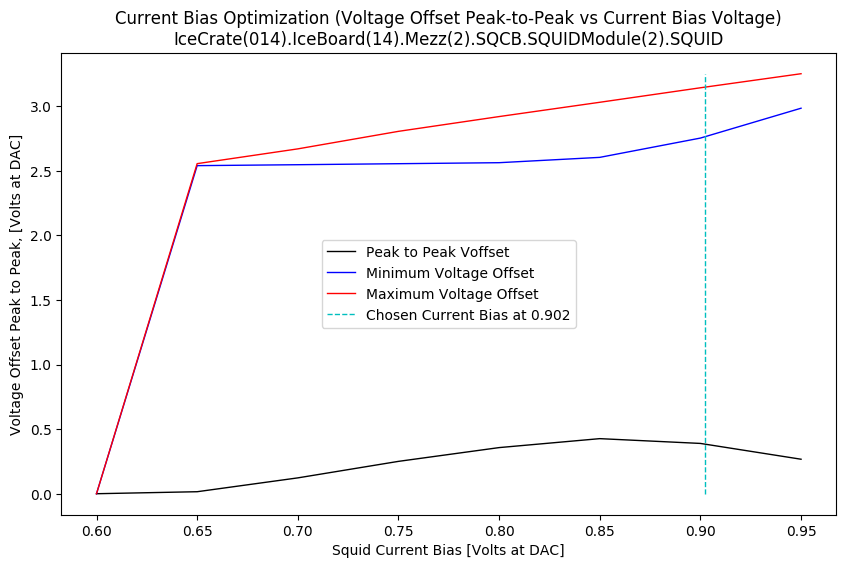 Current Bias Optimization (Voltage Offset Peak-to-Peak vs Current Bias Voltage)
IceCrate(014).IceBoard(14).Mezz(2).SQCB.SQUIDModule(2).SQUID
Voltage Offset Peak to Peak, [Volts at DAC]
3.0
2.5
2.0
1.5
1.0
0.5
0.0
Peak to Peak Voffset
Minimum Voltage Offset
Maximum Voltage Offset
Chosen Current Bias at 0.902
0.60 0.65 0.70 0.75 0.80 0.85 0.90 0.95
Squid Current Bias [Volts at DAC]